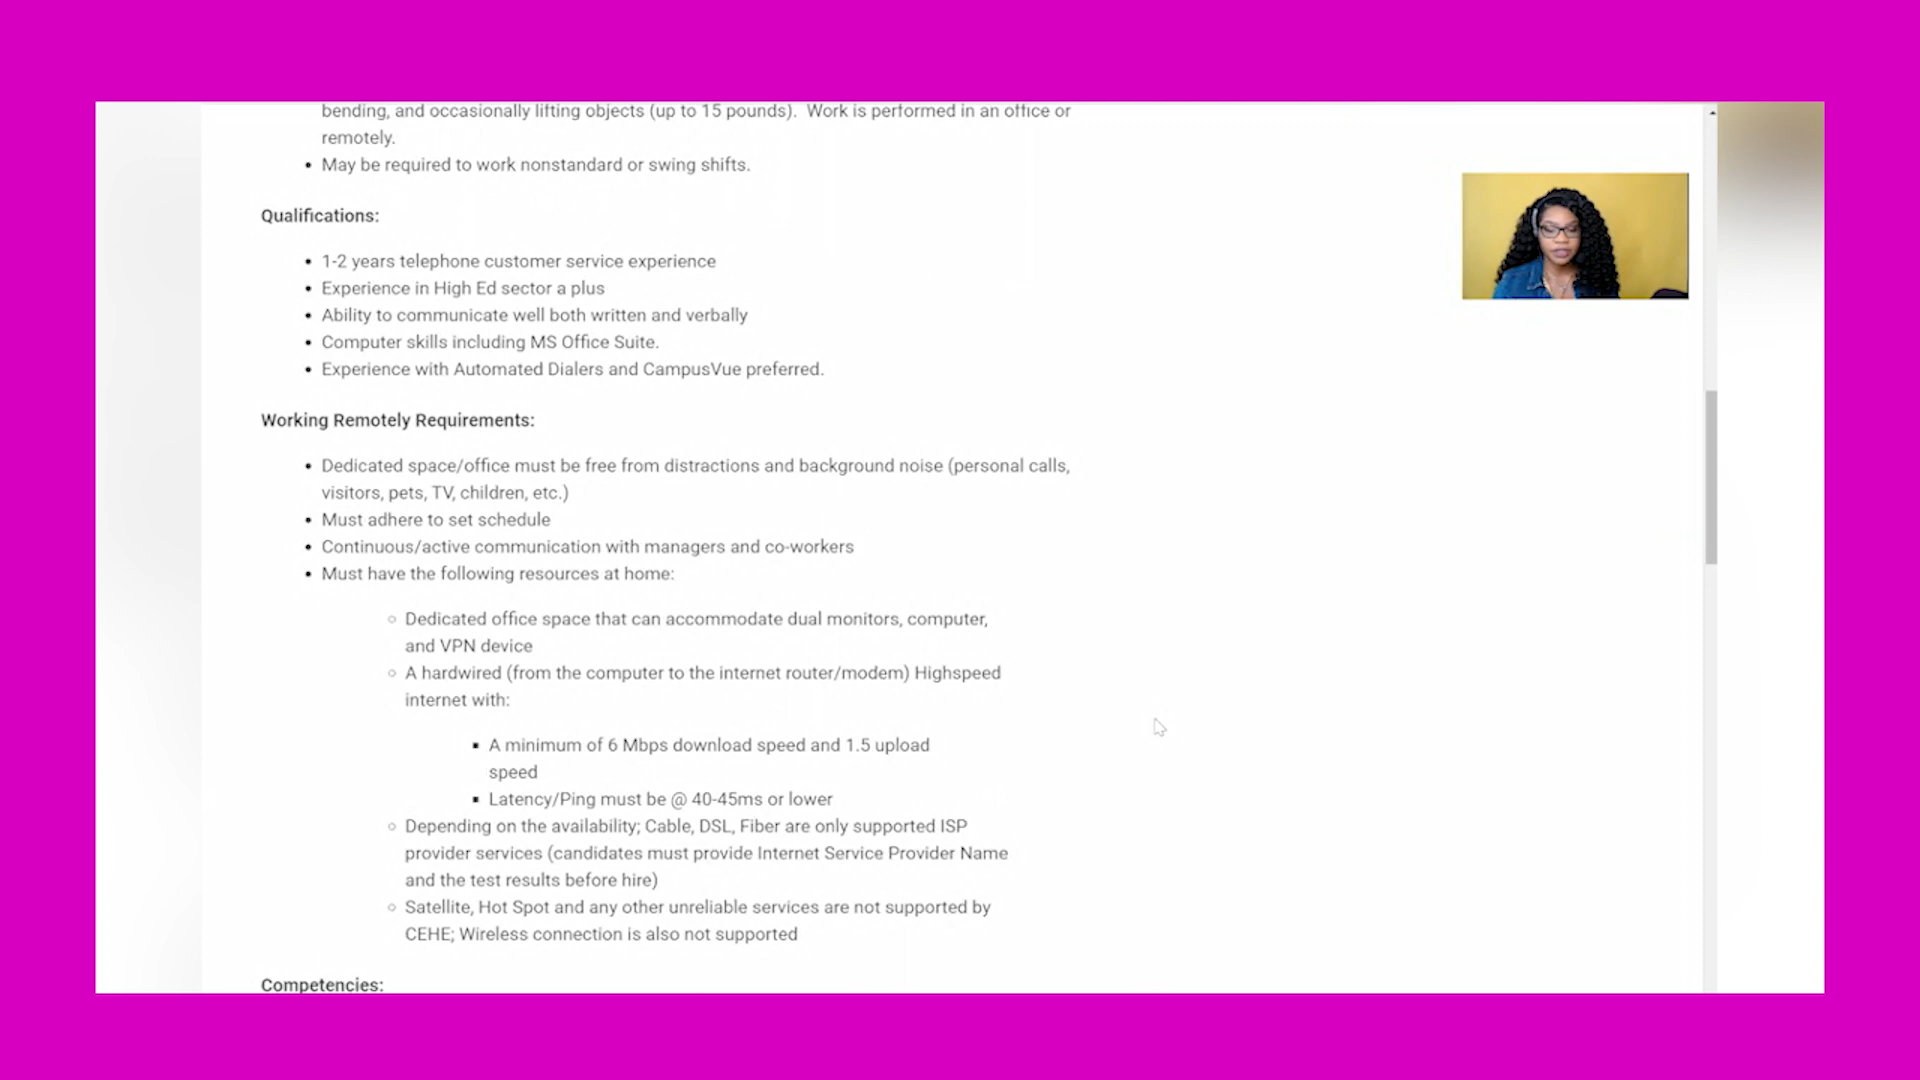 bending, and occasionally lifting objects (up to 15 pounds). Work is performed in an office or
remotely.
• May be required to work nonstandard or swing shifts.
Qualifications:
• 1-2 years telephone customer service experience
• Experience in High Ed sector a plus
• Ability to communicate well both written and verbally
• Computer skills including MS Office Suite.
• Experience with Automated Dialers and CampusVue preferred.
Working Remotely Requirements:
• Dedicated space/office must be free from distractions and background noise (personal calls,
visitors, pets, TV, children, etc.)
• Must adhere to set schedule
• Continuous/active communication with managers and co-workers
• Must have the following resources at home:
○ Dedicated office space that can accommodate dual monitors, computer,
and VPN device
○ A hardwired (from the computer to the internet router/modem) Highspeed
internet with:
▪ A minimum of 6 Mbps download speed and 1.5 upload
speed
▪ Latency/Ping must be @ 40-45ms or lower
○ Depending on the availability; Cable, DSL, Fiber are only supported ISP
provider services (candidates must provide Internet Service Provider Name
and the test results before hire)
○ Satellite, Hot Spot and any other unreliable services are not supported by
CEHE; Wireless connection is also not supported
Competencies: